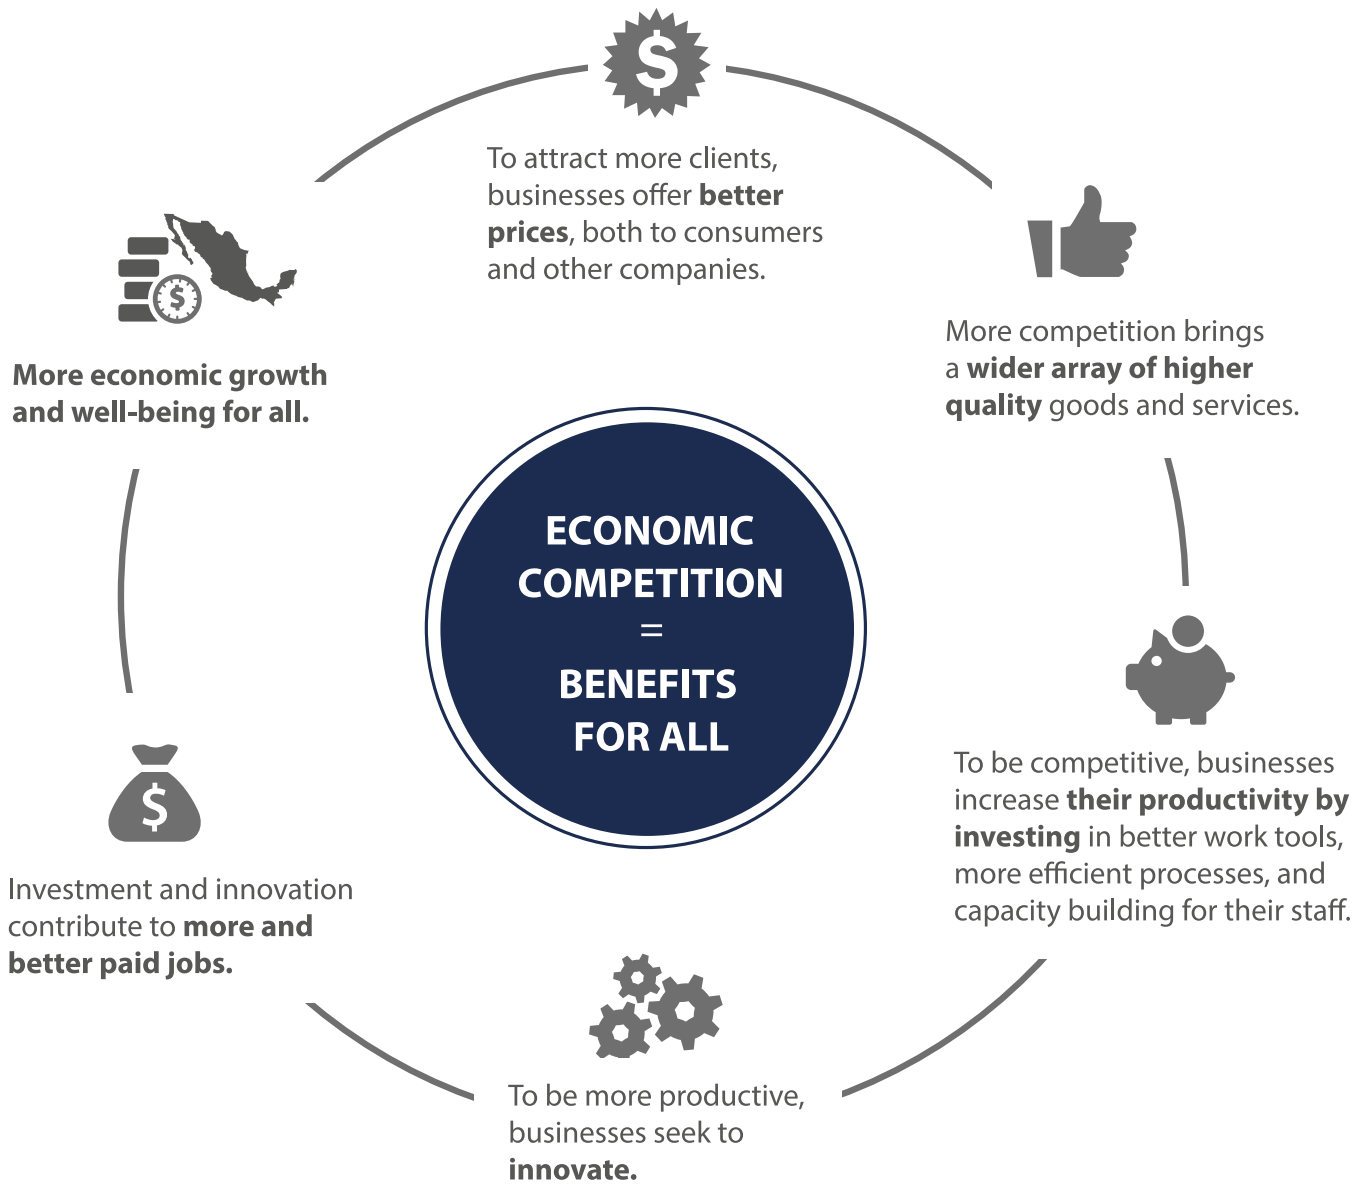 $
To attract more clients,
businesses offer better
prices, both to consumers
and other companies.
More competition brings
a wider array of higher
quality goods and services.
To be competitive, businesses
increase their productivity by
investing in better work tools,
more efficient processes, and
capacity building for their staff.
To be more productive,
businesses seek to
innovate.
$
Investment and innovation
contribute to more and
better paid jobs.
$
More economic growth
and well-being for all.
ECONOMIC
COMPETITION
=
BENEFITS
FOR ALL